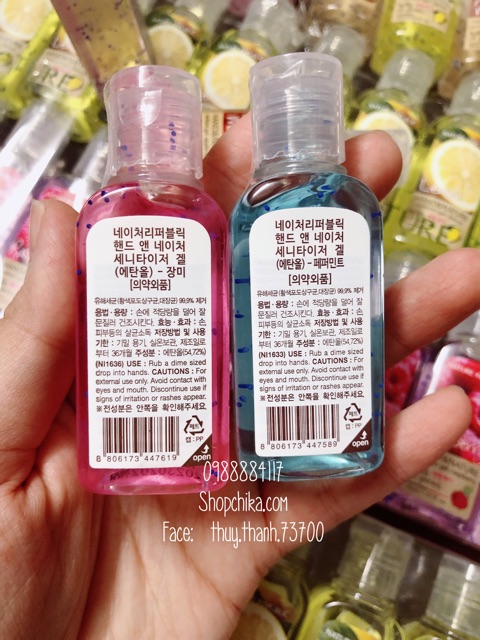 네이처리퍼블릭
핸드 앤 네이처
세니타이저 겔
(에탄올) - 장미
[의약외품]
유해세균(황색포도상구균,대장균) 99.9% 제거
용법·용량 : 손에 적당량을 덜어 잘
문질러 건조시킨다. 효능·효과 : 손,
피부등의 살균소독 저장방법 및 사용
기한 : 기밀 용기, 실온보관, 제조일로
부터 36개월 주성분 : 에탄올(54.72%)
(NI1636) USE : Rub a dime sized
drop into hands. CAUTIONS : For
external use only. Avoid contact with
eyes and mouth. Discontinue use if
signs of irritation or rashes appear.
※전성분은 안쪽을 확인해주세요.
캡 : PP
8 806173 447619
open
네이처리퍼블릭
핸드 앤 네이처
세니타이저 겔
(에탄올) - 페퍼민트
[의약외품]
유해세균(황색포도상구균,대장균) 99.9% 제거
용법·용량 : 손에 적당량을 덜어 잘
문질러 건조시킨다. 효능·효과 : 손,
피부등의 살균소독 저장방법 및 사용
기한 : 기밀 용기, 실온보관, 제조일로
부터 36개월 주성분 : 에탄올(54.72%)
(NI1633) USE : Rub a dime sized
drop into hands. CAUTIONS : For
external use only. Avoid contact with
eyes and mouth. Discontinue use if
signs of irritation or rashes appear.
※전성분은 안쪽을 확인해주세요.
캡 : PP
8 806173 447589
open
0988884117
Shopchika.com
Face: thuy.thanh.73700